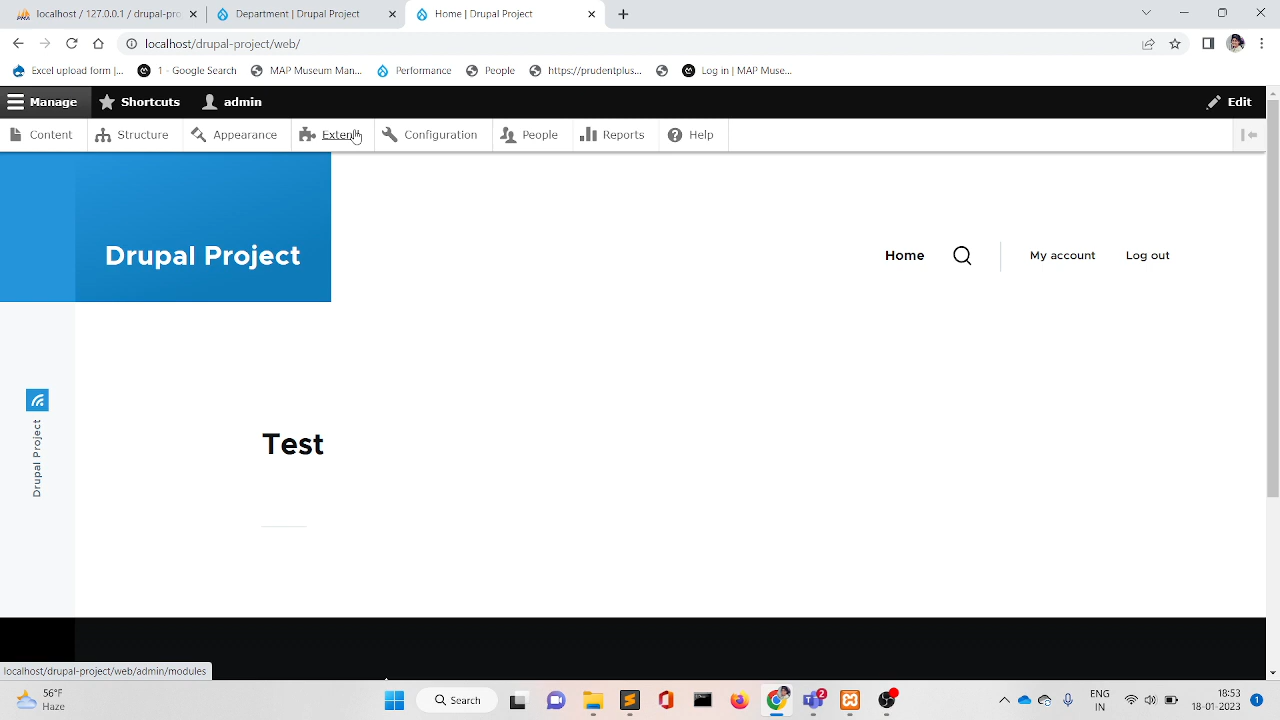 localhost / 127.0.0.1 / drupal-pro
Department | Drupal Project
Home | Drupal Project
localhost/drupal-project/web/
Excel upload form |...
1 - Google Search
MAP Museum Man...
Performance
People
https://prudentplus...
Log in | MAP Muse...
Manage
Shortcuts
admin
Edit
Content
Structure
Appearance
Extend
Configuration
People
Reports
Help
Drupal Project
Home
My account
Log out
Drupal Project
Test
localhost/drupal-project/web/admin/modules
56°F
Haze
Search
2
ENG
IN
18:53
18-01-2023
1